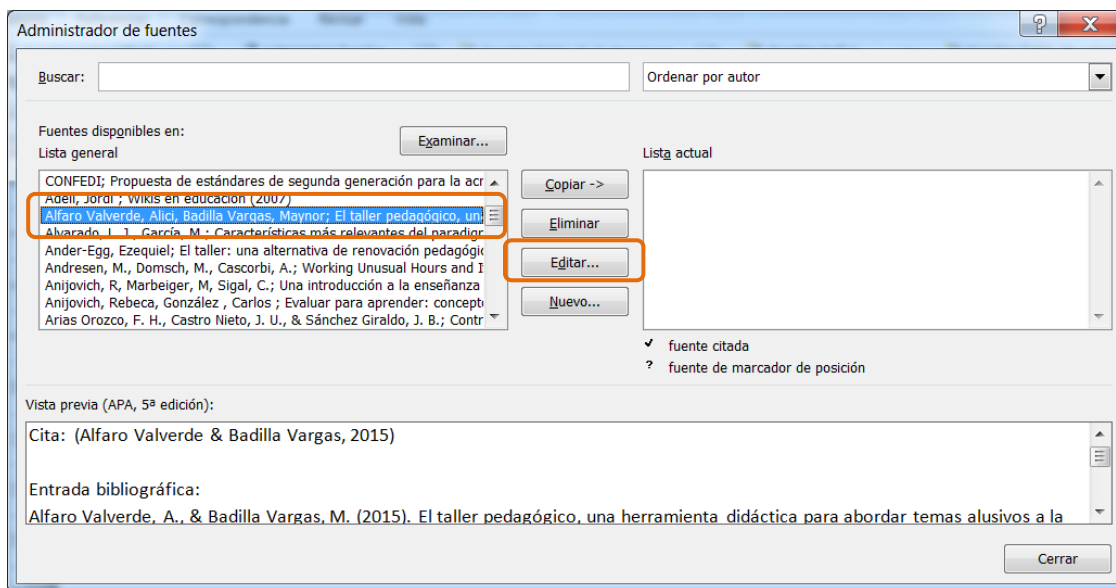 Administrador de fuentes
Buscar:
Ordenar por autor
Fuentes disponibles en:
Lista general
Examinar...
Lista actual
CONFEDI; Propuesta de estándares de segunda generación para la acr
Adell, Jordi ; Wikis en educación (2007)
Alfaro Valverde, Alici, Badilla Vargas, Maynor; El taller pedagógico, un
Alvarado, L. J., García, M.; Características más relevantes del paradigm
Ander-Egg, Ezequiel; El taller: una alternativa de renovación pedagógic
Andresen, M., Domsch, M., Cascorbi, A.; Working Unusual Hours and I
Anijovich, R, Marbeiger, M, Sigal, C.; Una introducción a la enseñanza
Anijovich, Rebeca, González , Carlos ; Evaluar para aprender: concept
Arias Orozco, F. H., Castro Nieto, J. U., & Sánchez Giraldo, J. B.; Contr
Copiar ->
Eliminar
Editar...
Nuevo...
fuente citada
? fuente de marcador de posición
Vista previa (APA, 5ª edición):
Cita: (Alfaro Valverde & Badilla Vargas, 2015)
Entrada bibliográfica:
Alfaro Valverde, A., & Badilla Vargas, M. (2015). El taller pedagógico, una herramienta didáctica para abordar temas alusivos a la
Cerrar